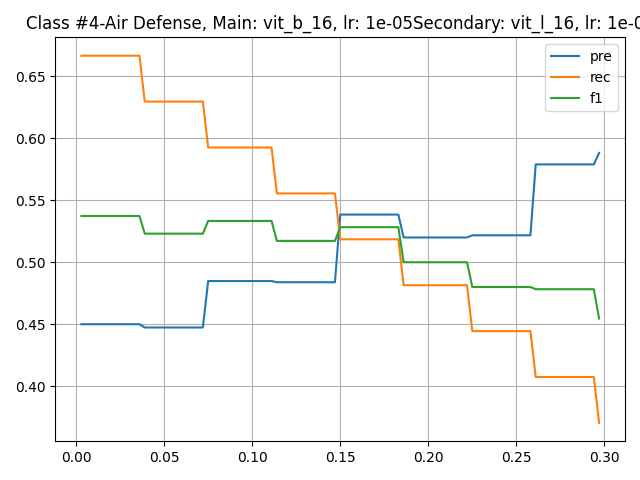 Class #4-Air Defense, Main: vit_b_16, lr: 1e-05Secondary: vit_l_16, lr: 1e-0
pre
rec
f1
0.65
0.60
0.55
0.50
0.45
0.40
0.00 0.05 0.10 0.15 0.20 0.25 0.30